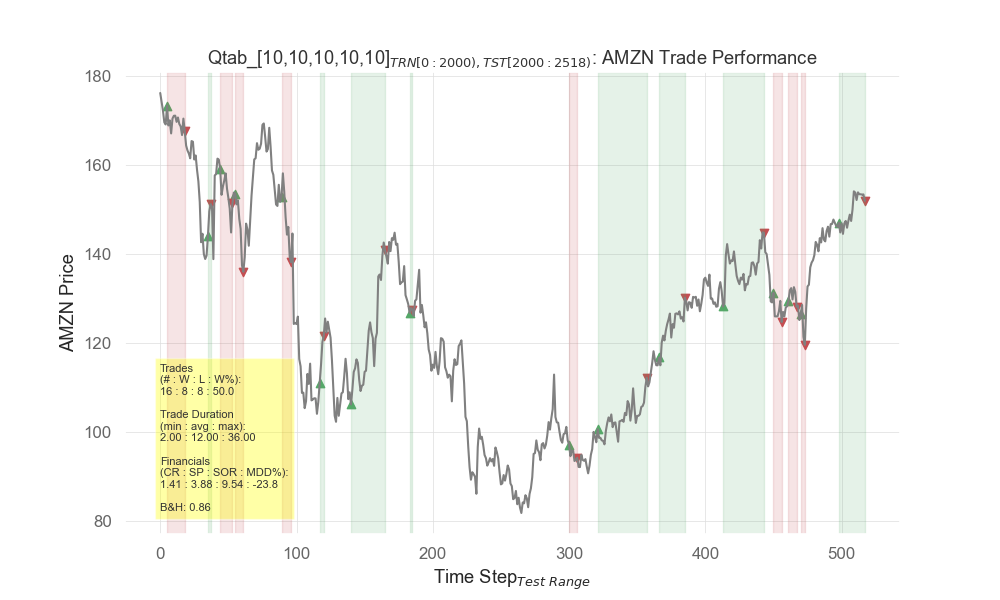 Qtab_[10,10,10,10,10]TRN[0 : 2000), TST[2000 : 2518): AMZN Trade Performance
180
160
140
120
100
80
AMZN Price
Trades
(# : W : L : W%):
16 : 8 : 8 : 50.0
Trade Duration
(min : avg : max):
2.00 : 12.00 : 36.00
Financials
(CR : SP : SOR : MDD%):
1.41 : 3.88 : 9.54 : -23.8
B&H: 0.86
0 100 200 300 400 500
Time StepTest Range